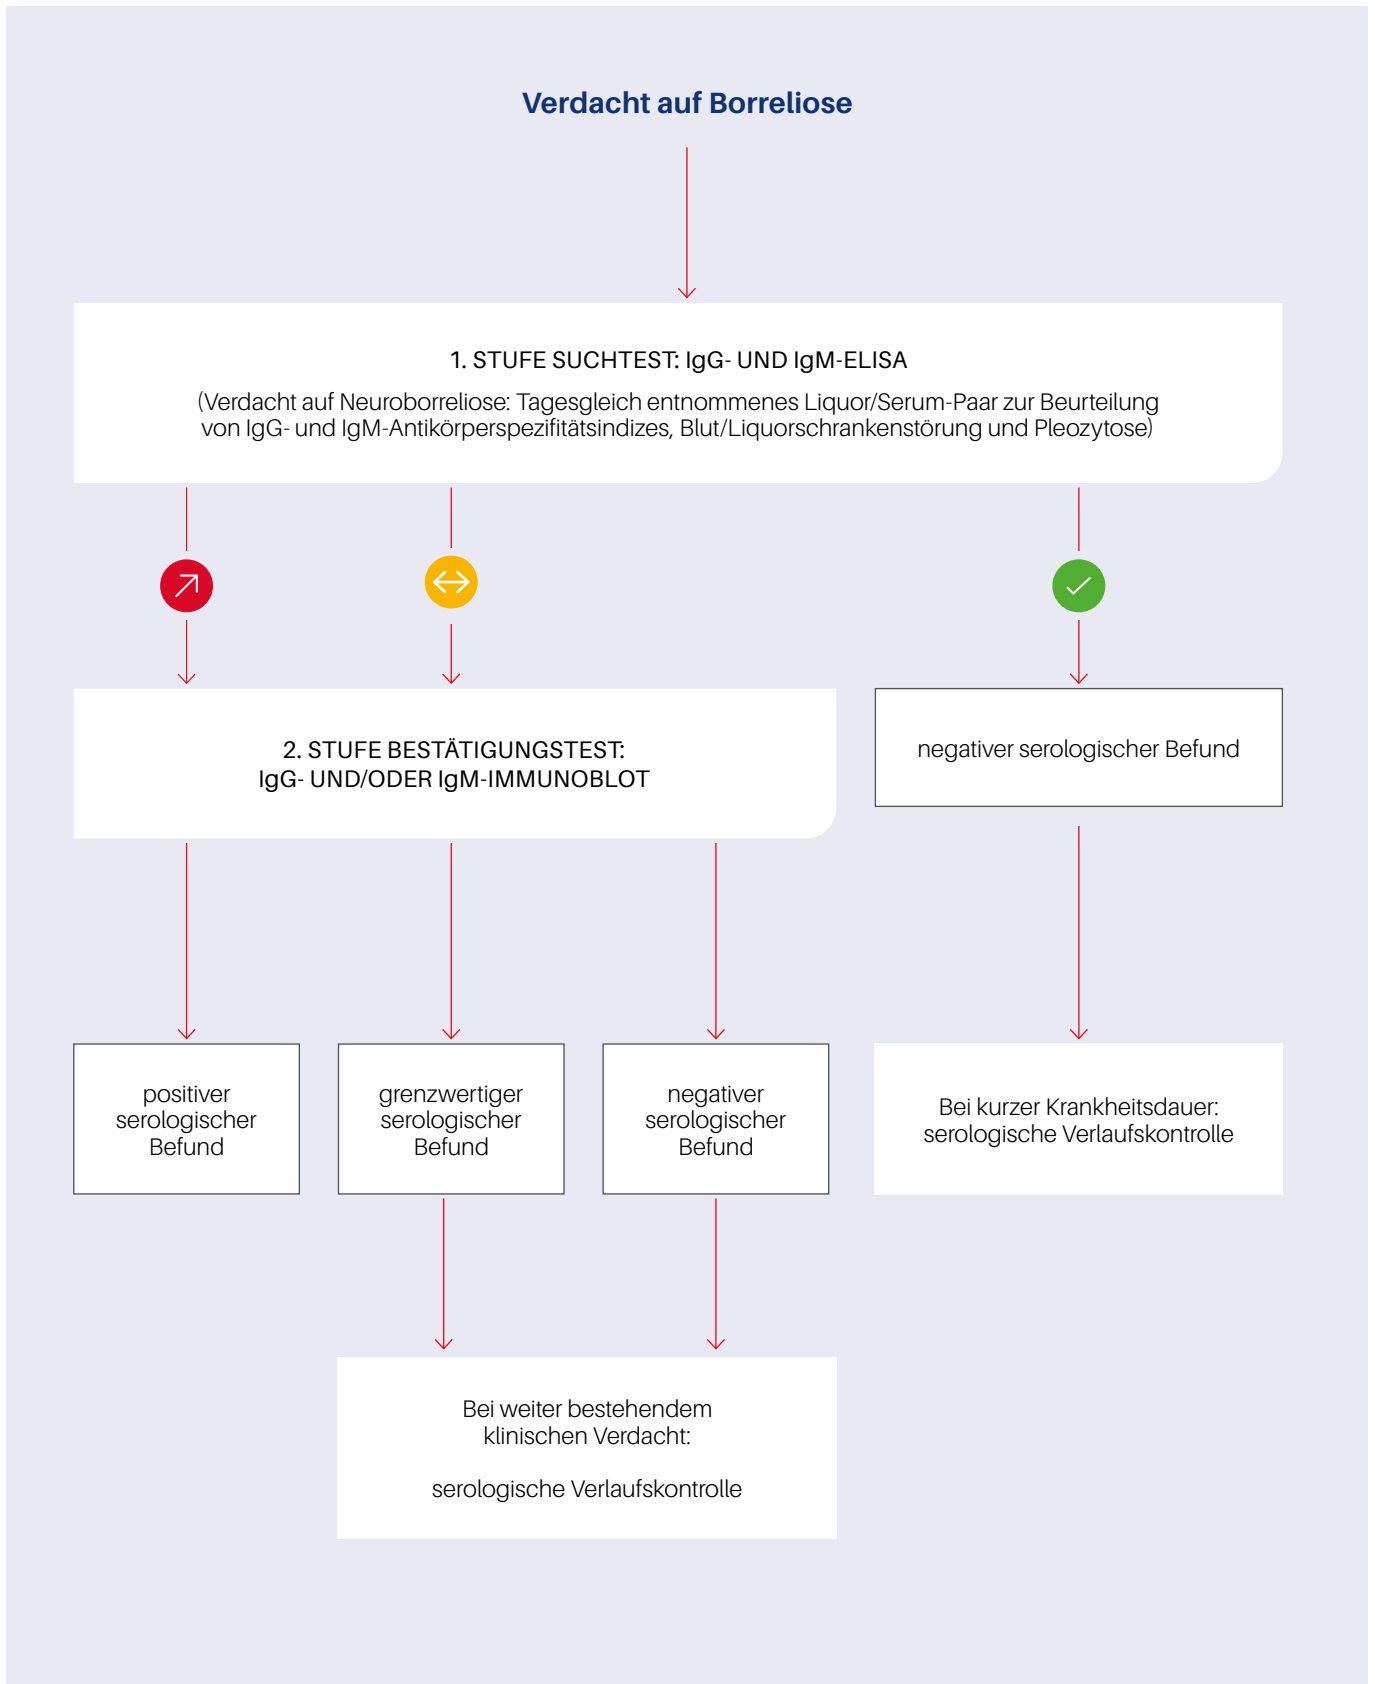 Verdacht auf Borreliose
1. STUFE SUCHTEST: IgG- UND IgM-ELISA
(Verdacht auf Neuroborreliose: Tagesgleich entnommenes Liquor/Serum-Paar zur Beurteilung
von IgG- und IgM-Antikörperspezifitätsindizes, Blut/Liquorschrankenstörung und Pleozytose)
2. STUFE BESTÄTIGUNGSTEST:
IgG- UND/ODER IgM-IMMUNOBLOT
negativer serologischer Befund
positiver
serologischer
Befund
grenzwertiger
serologischer
Befund
negativer
serologischer
Befund
Bei kurzer Krankheitsdauer:
serologische Verlaufskontrolle
Bei weiter bestehendem
klinischen Verdacht:
serologische Verlaufskontrolle